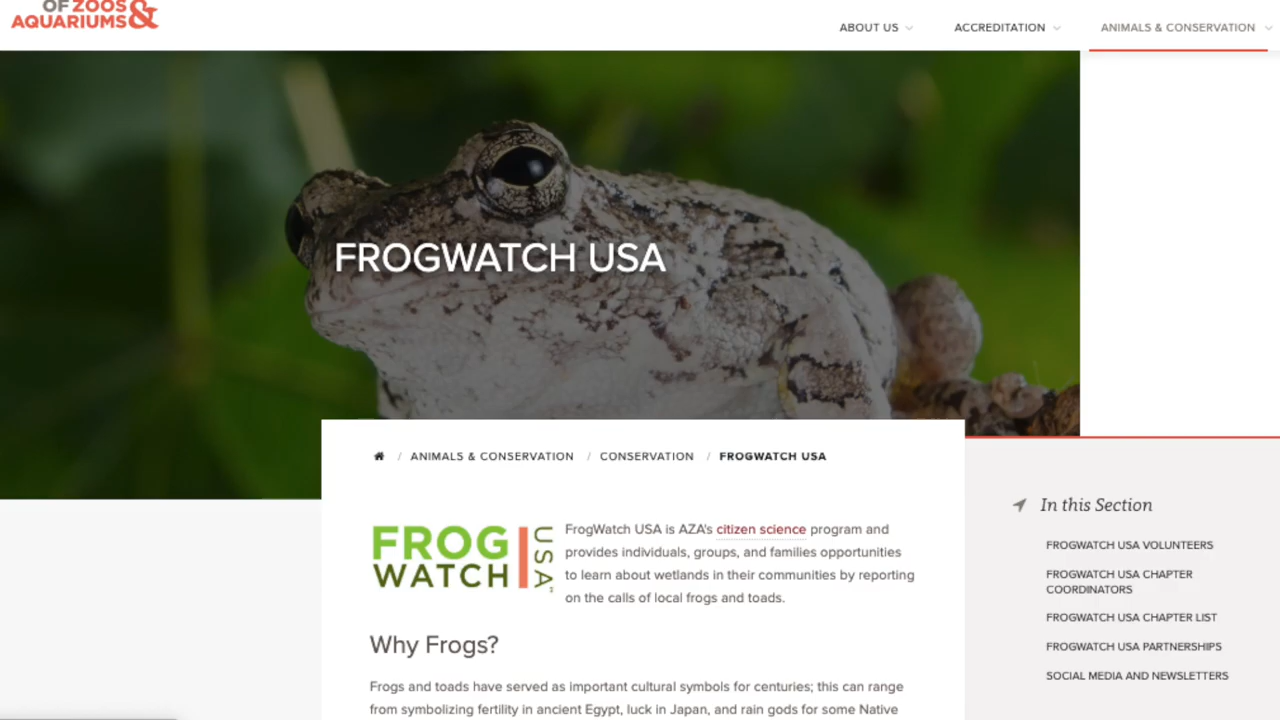 OF ZOOS
AQUARIUMS &
ABOUT US
ACCREDITATION
ANIMALS & CONSERVATION
FROGWATCH USA
/ ANIMALS & CONSERVATION / CONSERVATION / FROGWATCH USA
FROG
WATCH
USA
FrogWatch USA is AZA's citizen science program and
provides individuals, groups, and families opportunities
to learn about wetlands in their communities by reporting
on the calls of local frogs and toads.
Why Frogs?
Frogs and toads have served as important cultural symbols for centuries; this can range
from symbolizing fertility in ancient Egypt, luck in Japan, and rain gods for some Native
In this Section
FROGWATCH USA VOLUNTEERS
FROGWATCH USA CHAPTER
COORDINATORS
FROGWATCH USA CHAPTER LIST
FROGWATCH USA PARTNERSHIPS
SOCIAL MEDIA AND NEWSLETTERS